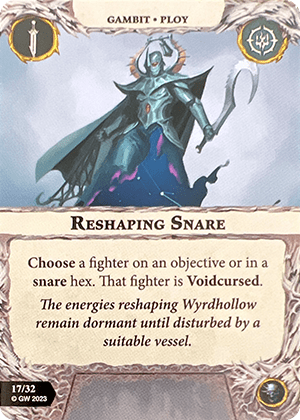 GAMBIT • PLOY
RESHAPING SNARE
Choose a fighter on an objective or in a
snare hex. That fighter is Voidcursed.
The energies reshaping Wyrdhollow
remain dormant until disturbed by a
suitable vessel.
17/32
© GW 2023